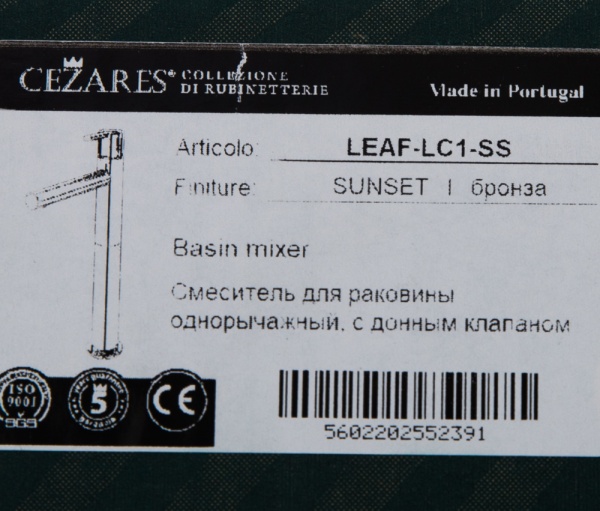 CEZARES® COLLEZIONE
DI RUBINETTERIE
Made in Portugal
Articolo: LEAF-LC1-SS
Finiture: SUNSET | бронза
Basin mixer
Смеситель для раковины
однорычажный, с донным клапаном
ISO
9001
SGS
5
CE
5602202552391